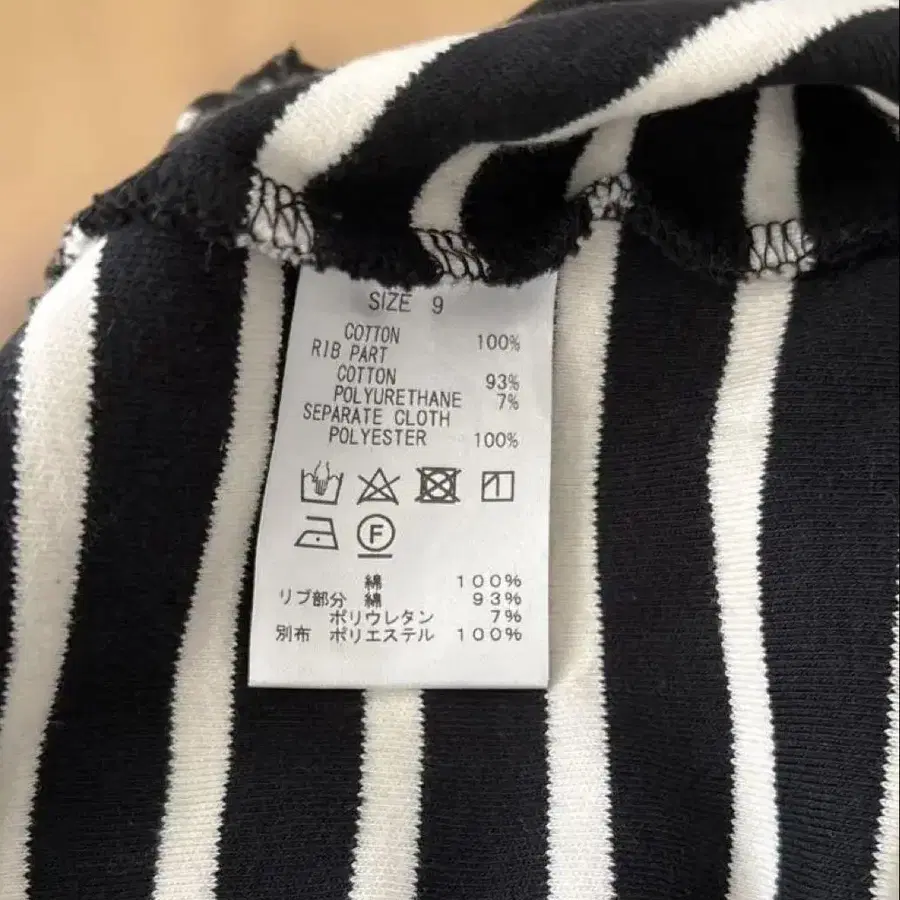 SIZE 9
COTTON 100%
RIB PART
COTTON 93%
POLYURETHANE 7%
SEPARATE CLOTH
POLYESTER 100%
F
綿 100%
リブ部分 綿 93%
ポリウレタン 7%
別布 ポリエステル 100%